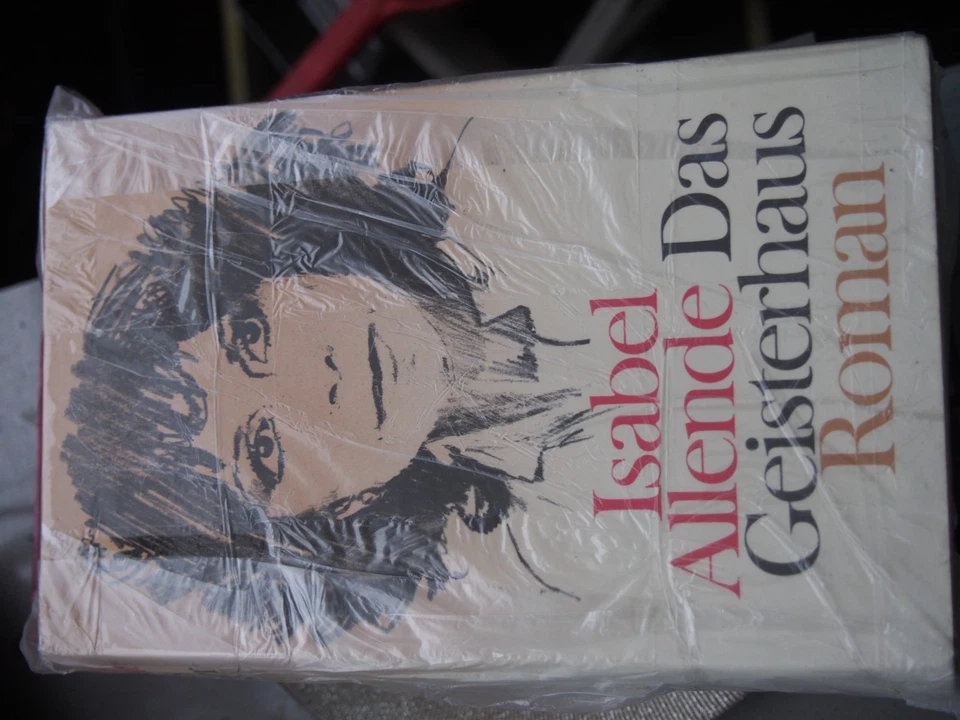 Isabel
Allende Das
Geisterhaus
Roman